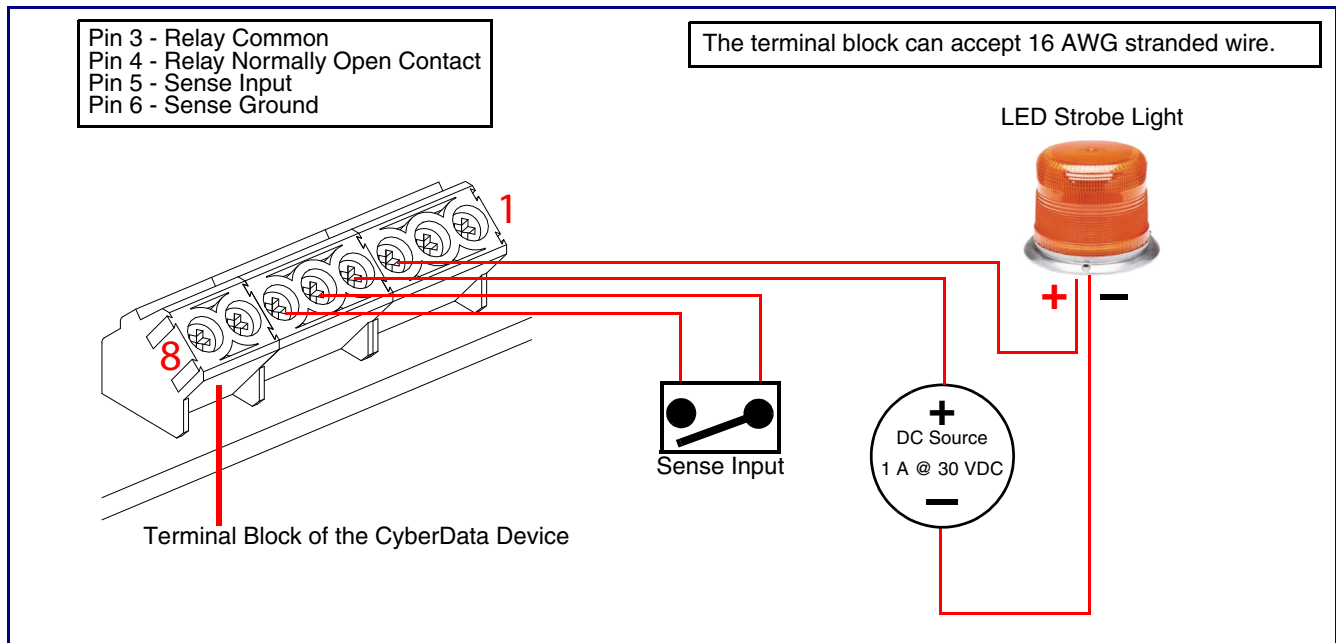 Pin 3 - Relay Common
Pin 4 - Relay Normally Open Contact
Pin 5 - Sense Input
Pin 6 - Sense Ground
The terminal block can accept 16 AWG stranded wire.
LED Strobe Light
1
8
+ −
Sense Input
+
DC Source
1 A @ 30 VDC
−
Terminal Block of the CyberData Device